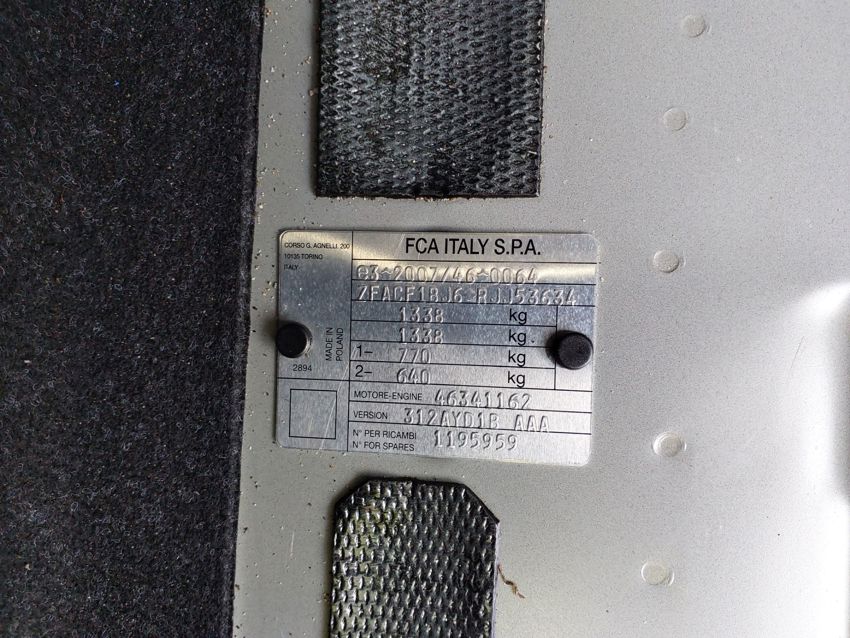 CORSO G. AGNELLI, 200
10135 TORINO
ITALY
MADE IN
POLAND
2894
FCA ITALY S.P.A.
e3*2007/46*0064
ZFACF1BJ6 RJJ53634
1338 kg
1338 kg
1- 770 kg
2- 640 kg
MOTORE-ENGINE 46341162
VERSION 312AYD1B AAA
N° PER RICAMBI
N° FOR SPARES 1195959